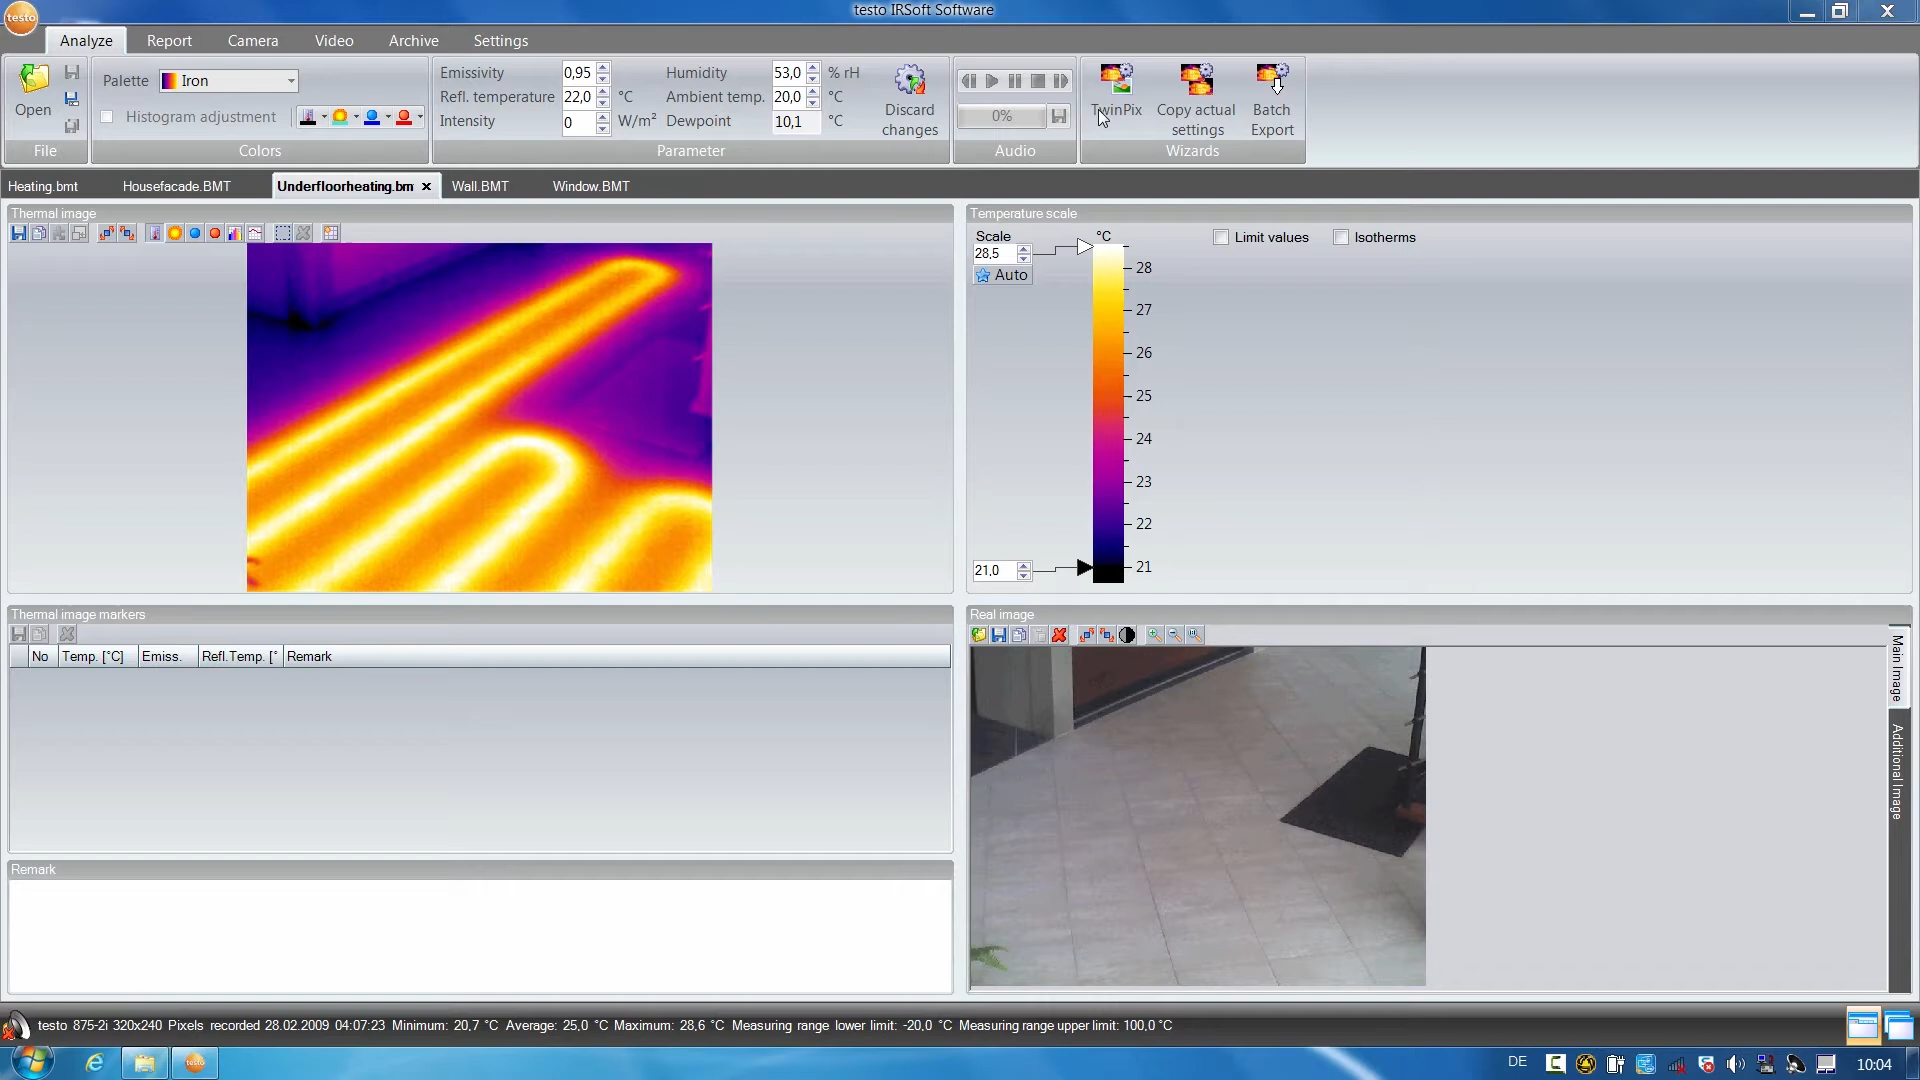 testo
testo IRSoft Software
Analyze Report Camera Video Archive Settings
Open
File
Palette Iron
Histogram adjustment
Colors
Emissivity 0,95 Humidity 53,0 % rH
Refl. temperature 22,0 °C Ambient temp. 20,0 °C
Intensity 0 W/m² Dewpoint 10,1 °C
Discard
changes
Parameter
0%
Audio
TwinPix
Copy actual
settings
Batch
Export
Wizards
Heating.bmt Housefacade.BMT Underfloorheating.bm Wall.BMT Window.BMT
Thermal image
Temperature scale
Scale °C
28,5
Auto
Limit values Isotherms
28
27
26
25
24
23
22
21
21,0
Thermal image markers
No Temp. [°C] Emiss. Refl.Temp. [° Remark
Remark
Real image
Main Image
Additional Image
testo 875-2i 320x240 Pixels recorded 28.02.2009 04:07:23 Minimum: 20,7 °C Average: 25,0 °C Maximum: 28,6 °C Measuring range lower limit: -20,0 °C Measuring range upper limit: 100,0 °C
testo
DE
10:04